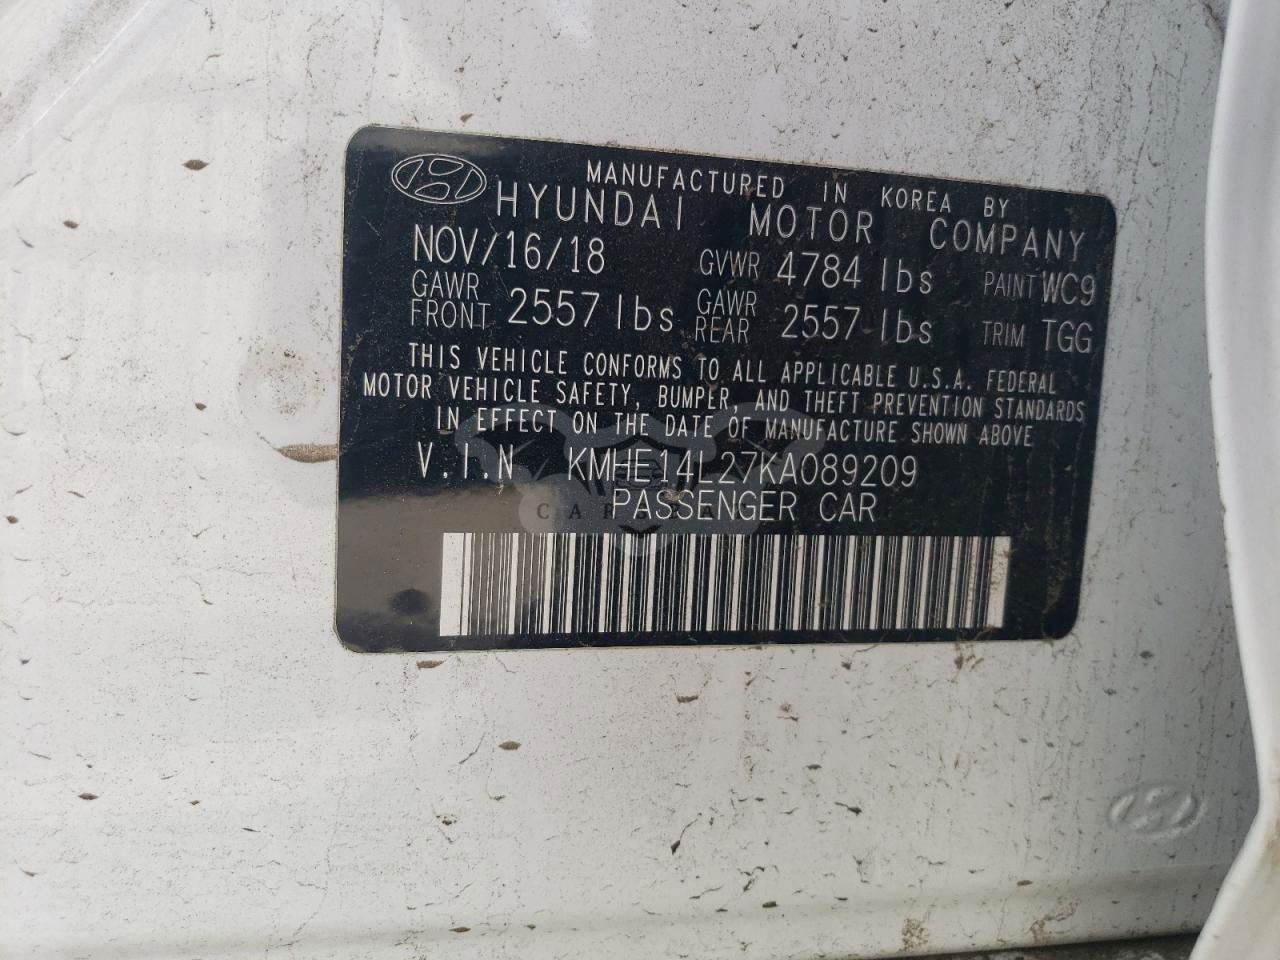 MANUFACTURED IN KOREA BY
HYUNDAI MOTOR COMPANY
NOV/16/18 GVWR 4784 lbs PAINT WC9
GAWR FRONT 2557 lbs GAWR REAR 2557 lbs TRIM TGG
THIS VEHICLE CONFORMS TO ALL APPLICABLE U.S.A. FEDERAL
MOTOR VEHICLE SAFETY, BUMPER, AND THEFT PREVENTION STANDARDS
IN EFFECT ON THE DATE OF MANUFACTURE SHOWN ABOVE
V.I.N KMHE14L27KA089209
PASSENGER CAR